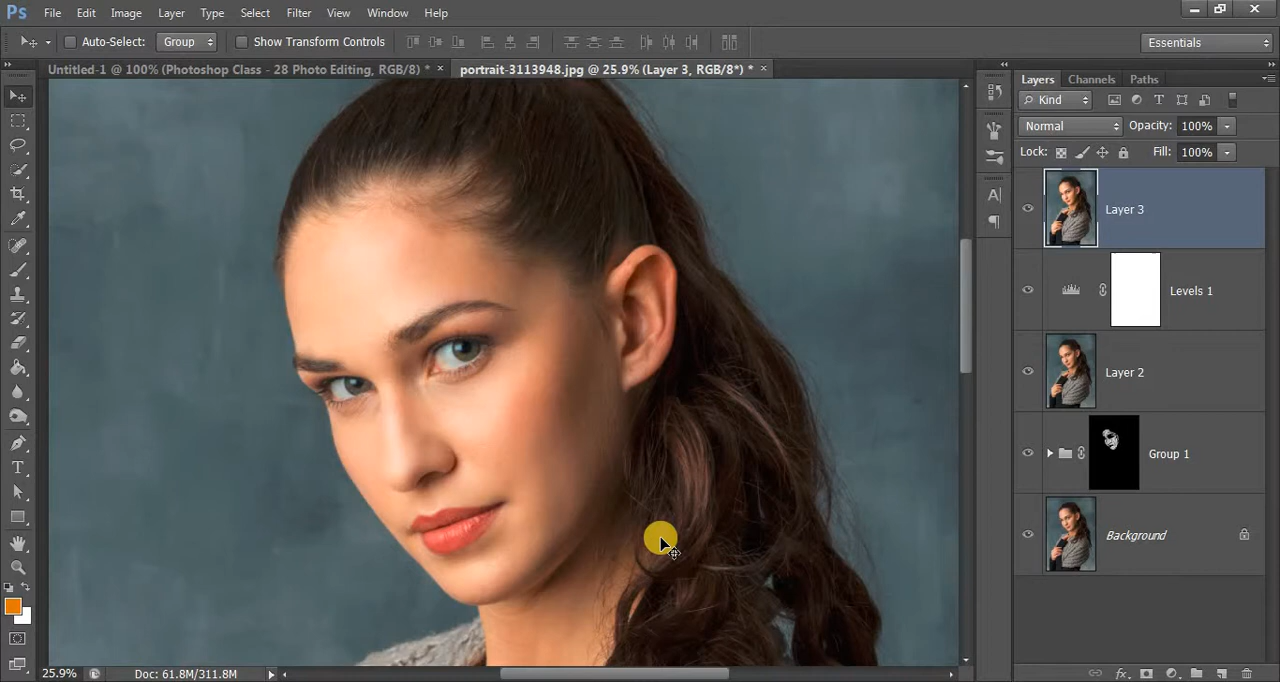 Ps File Edit Image Layer Type Select Filter View Window Help
Auto-Select: Group Show Transform Controls Essentials
Untitled-1 @ 100% (Photoshop Class - 28 Photo Editing, RGB/8) * × portrait-3113948.jpg @ 25.9% (Layer 3, RGB/8*) * ×
Layers Channels Paths
Kind
Normal Opacity: 100%
Lock: Fill: 100%
Layer 3
Levels 1
Layer 2
Group 1
Background
25.9% Doc: 61.8M/311.8M